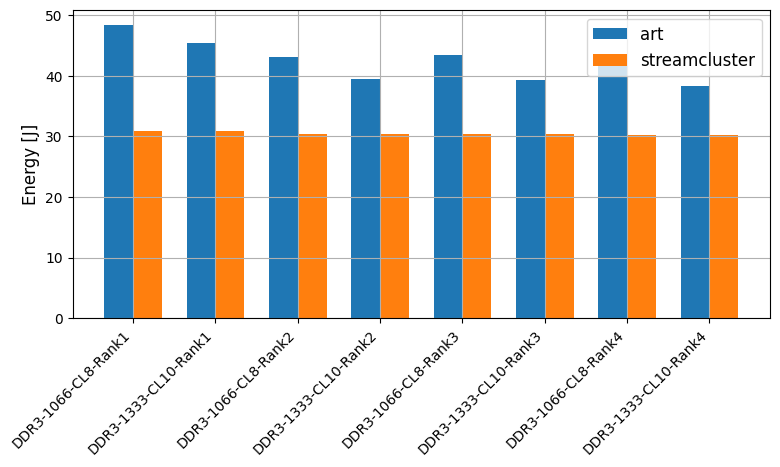 50
40
30
20
10
0
Energy [J]
art
streamcluster
DDR3-1066-CL8-Rank1
DDR3-1333-CL10-Rank1
DDR3-1066-CL8-Rank2
DDR3-1333-CL10-Rank2
DDR3-1066-CL8-Rank3
DDR3-1333-CL10-Rank3
DDR3-1066-CL8-Rank4
DDR3-1333-CL10-Rank4